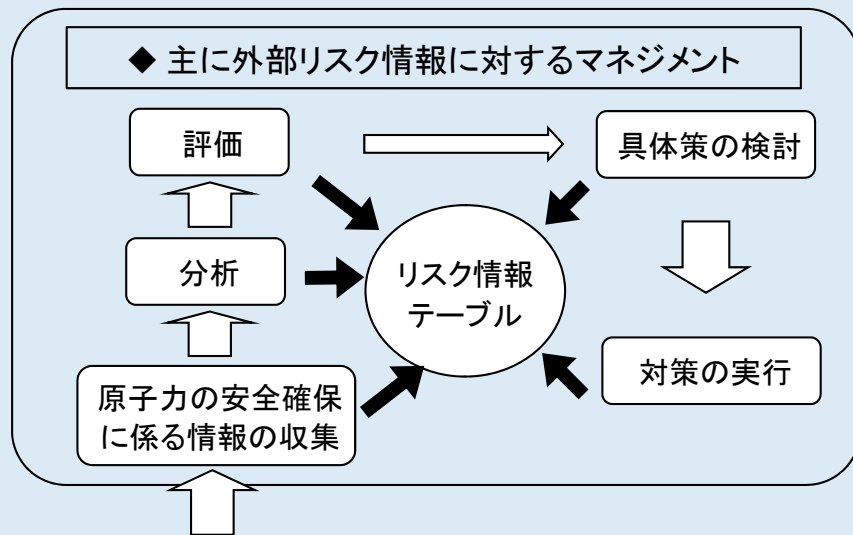 ◆ 主に外部リスク情報に対するマネジメント
評価
具体策の検討
分析
リスク情報
テーブル
対策の実行
原子力の安全確保
に係る情報の収集